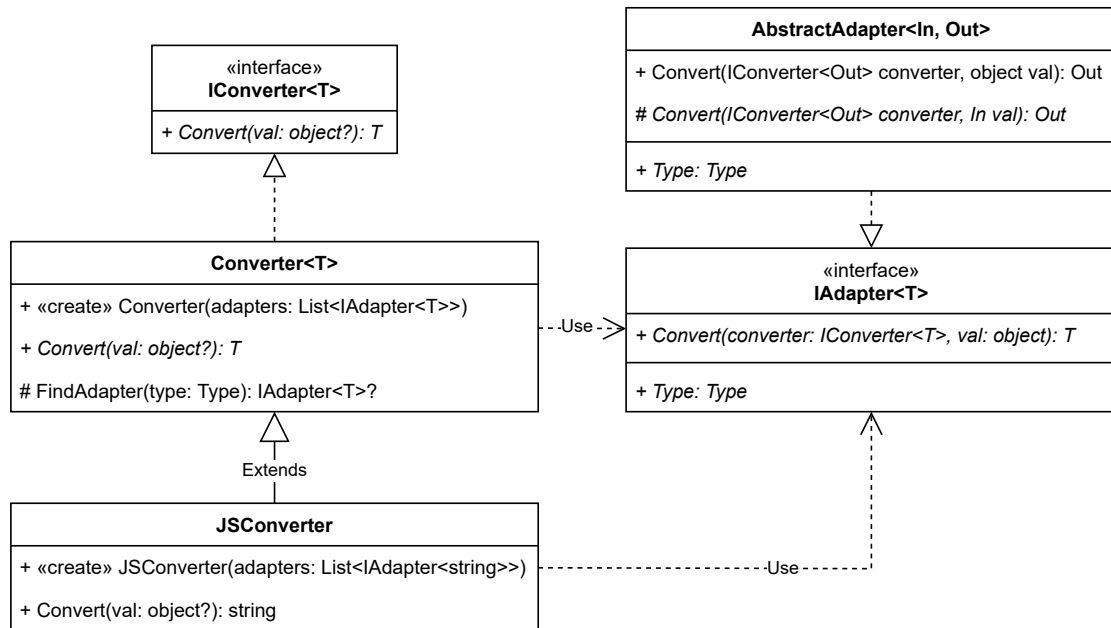 «interface»
IConverter<T>
+ Convert(val: object?): T
AbstractAdapter<In, Out>
+ Convert(IConverter<Out> converter, object val): Out
# Convert(IConverter<Out> converter, In val): Out
+ Type: Type
Converter<T>
+ «create» Converter(adapters: List<IAdapter<T>>)
+ Convert(val: object?): T
# FindAdapter(type: Type): IAdapter<T>?
Use
«interface»
IAdapter<T>
+ Convert(converter: IConverter<T>, val: object): T
+ Type: Type
Extends
JSConverter
+ «create» JSConverter(adapters: List<IAdapter<string>>)
+ Convert(val: object?): string
Use